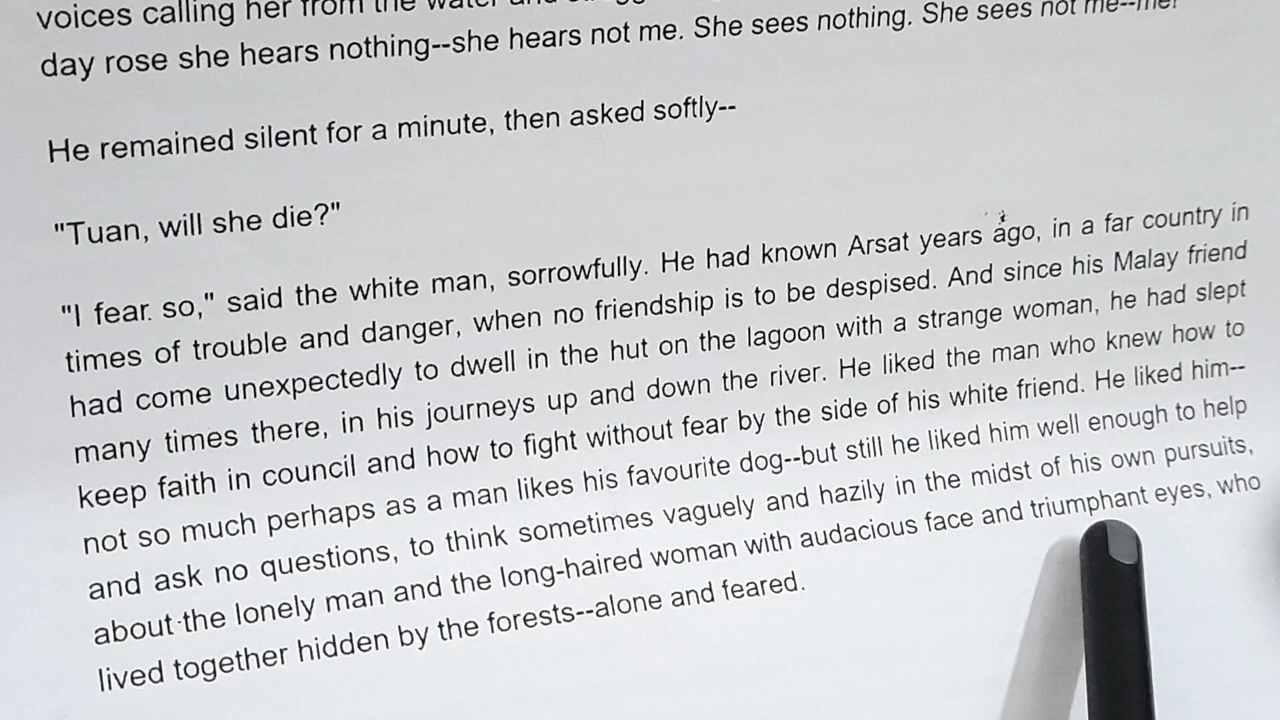 voices calling her from the water and
day rose she hears nothing--she hears not me. She sees nothing. She sees not me--me!
He remained silent for a minute, then asked softly--
"Tuan, will she die?"
"I fear so," said the white man, sorrowfully. He had known Arsat years ago, in a far country in
times of trouble and danger, when no friendship is to be despised. And since his Malay friend
had come unexpectedly to dwell in the hut on the lagoon with a strange woman, he had slept
many times there, in his journeys up and down the river. He liked the man who knew how to
keep faith in council and how to fight without fear by the side of his white friend. He liked him--
not so much perhaps as a man likes his favourite dog--but still he liked him well enough to help
and ask no questions, to think sometimes vaguely and hazily in the midst of his own pursuits,
about the lonely man and the long-haired woman with audacious face and triumphant eyes, who
lived together hidden by the forests--alone and feared.